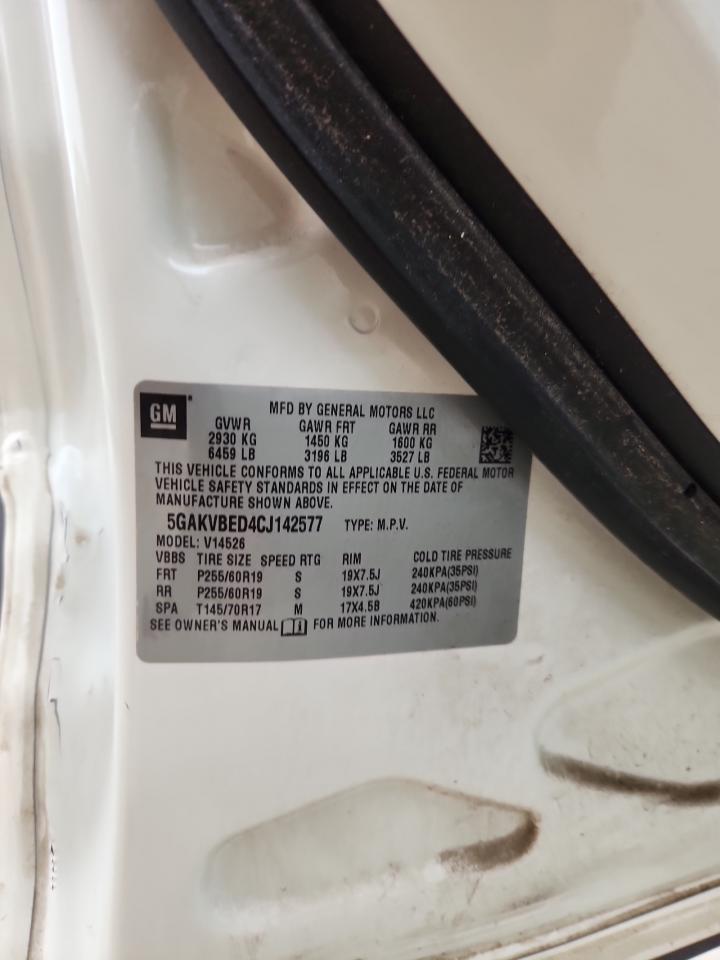 GM
MFD BY GENERAL MOTORS LLC
GVWR GAWR FRT GAWR RR
2930 KG 1450 KG 1600 KG
6459 LB 3196 LB 3527 LB
THIS VEHICLE CONFORMS TO ALL APPLICABLE U.S. FEDERAL MOTOR
VEHICLE SAFETY STANDARDS IN EFFECT ON THE DATE OF
MANUFACTURE SHOWN ABOVE.
5GAKVBED4CJ142577 TYPE: M.P.V.
MODEL: V14526
VBBS TIRE SIZE SPEED RTG RIM COLD TIRE PRESSURE
FRT P255/60R19 S 19X7.5J 240KPA(35PSI)
RR P255/60R19 S 19X7.5J 240KPA(35PSI)
SPA T145/70R17 M 17X4.5B 420KPA(60PSI)
SEE OWNER'S MANUAL FOR MORE INFORMATION.